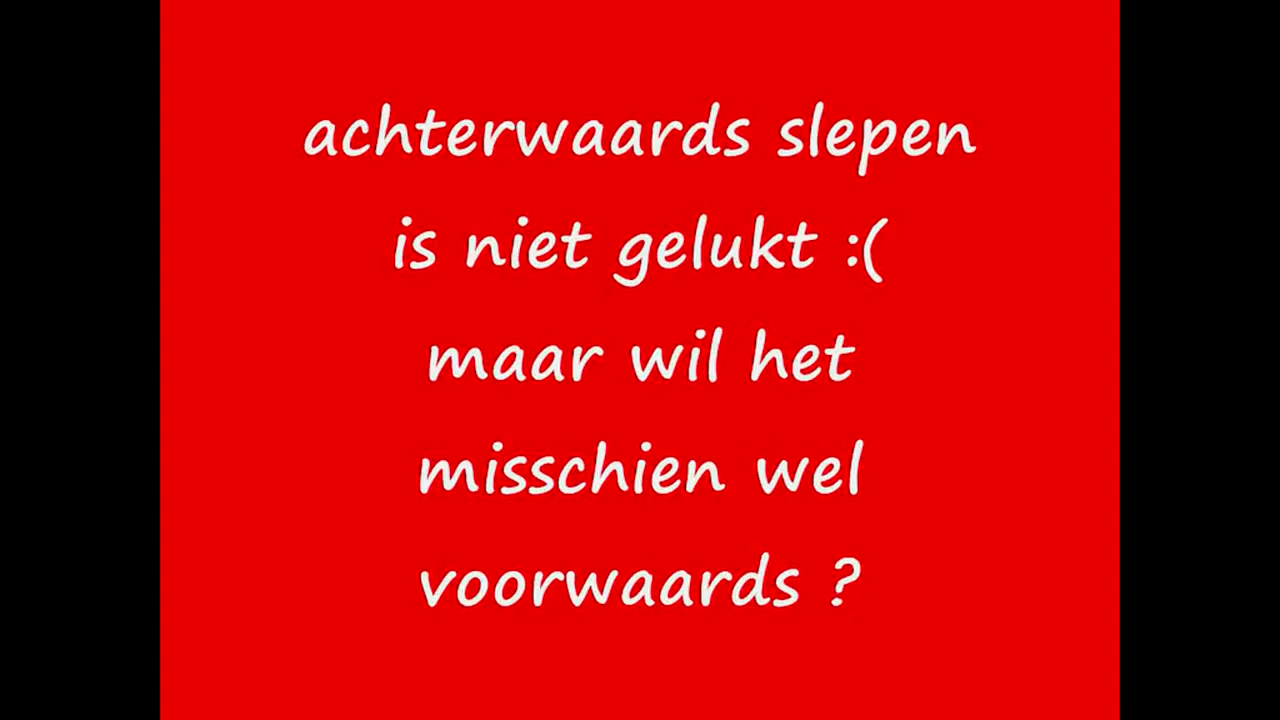 achterwaards slepen
is niet gelukt :(
maar wil het
misschien wel
voorwaards ?